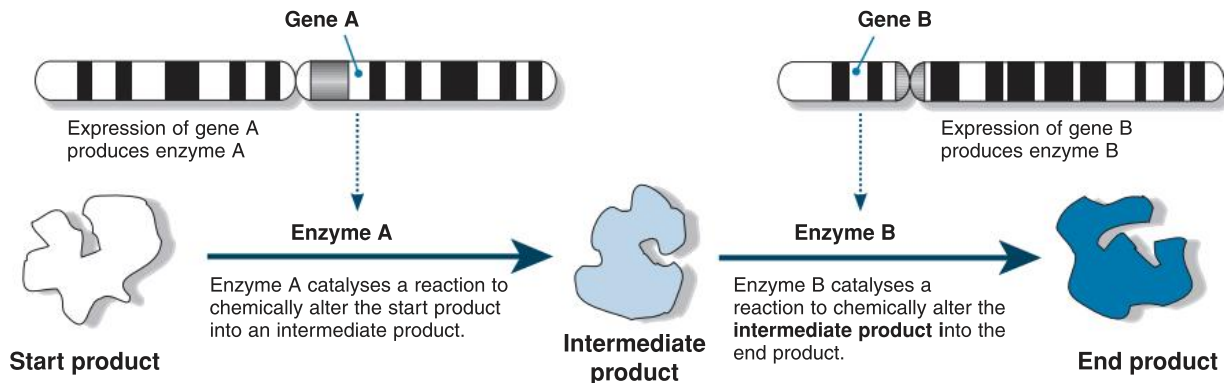 Gene A
Gene B
Expression of gene A
produces enzyme A
Expression of gene B
produces enzyme B
Enzyme A
Enzyme A catalyses a reaction to
chemically alter the start product
into an intermediate product.
Enzyme B
Enzyme B catalyses a
reaction to chemically alter the
intermediate product into the
end product.
Start product
Intermediate
product
End product